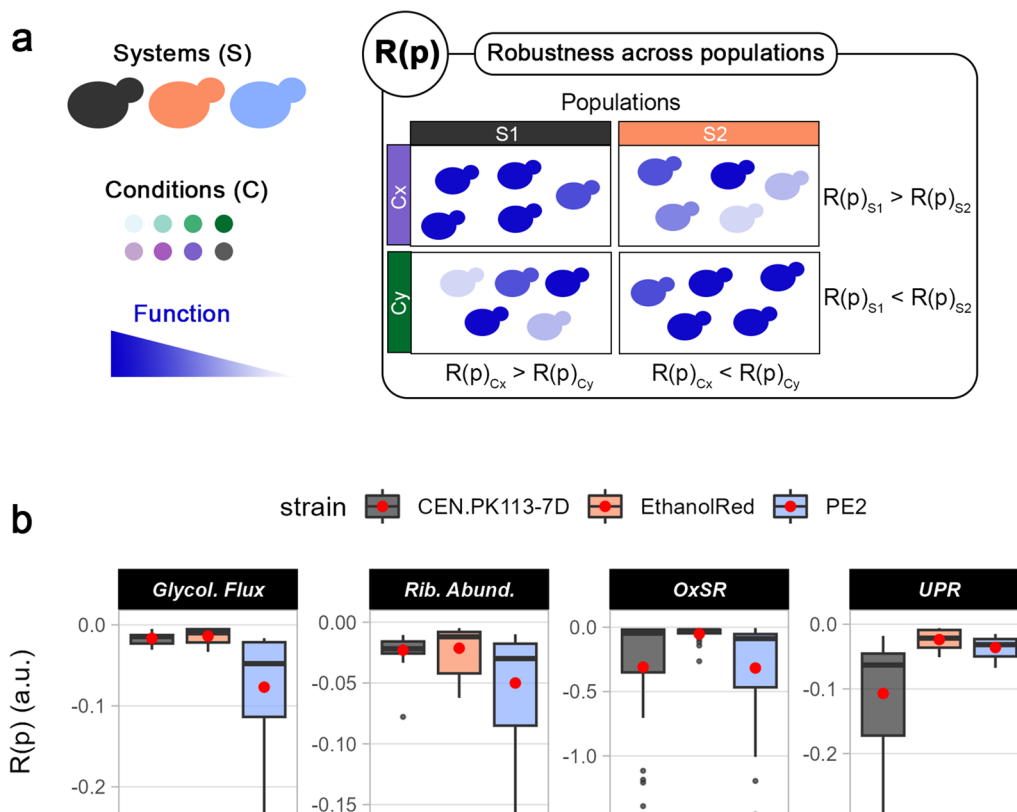 a
Systems (S)
Conditions (C)
Function
R(p)
Robustness across populations
Populations
S1 S2
Cx
R(p)S1 > R(p)S2
Cy
R(p)S1 < R(p)S2
R(p)Cx > R(p)Cy R(p)Cx < R(p)Cy
b
strain CEN.PK113-7D EthanolRed PE2
Glycol. Flux Rib. Abund. OxSR UPR
R(p) (a.u.)
0.0
-0.1
-0.2
0.00
-0.05
-0.10
-0.15
0.0
-0.5
-1.0
0.0
-0.1
-0.2